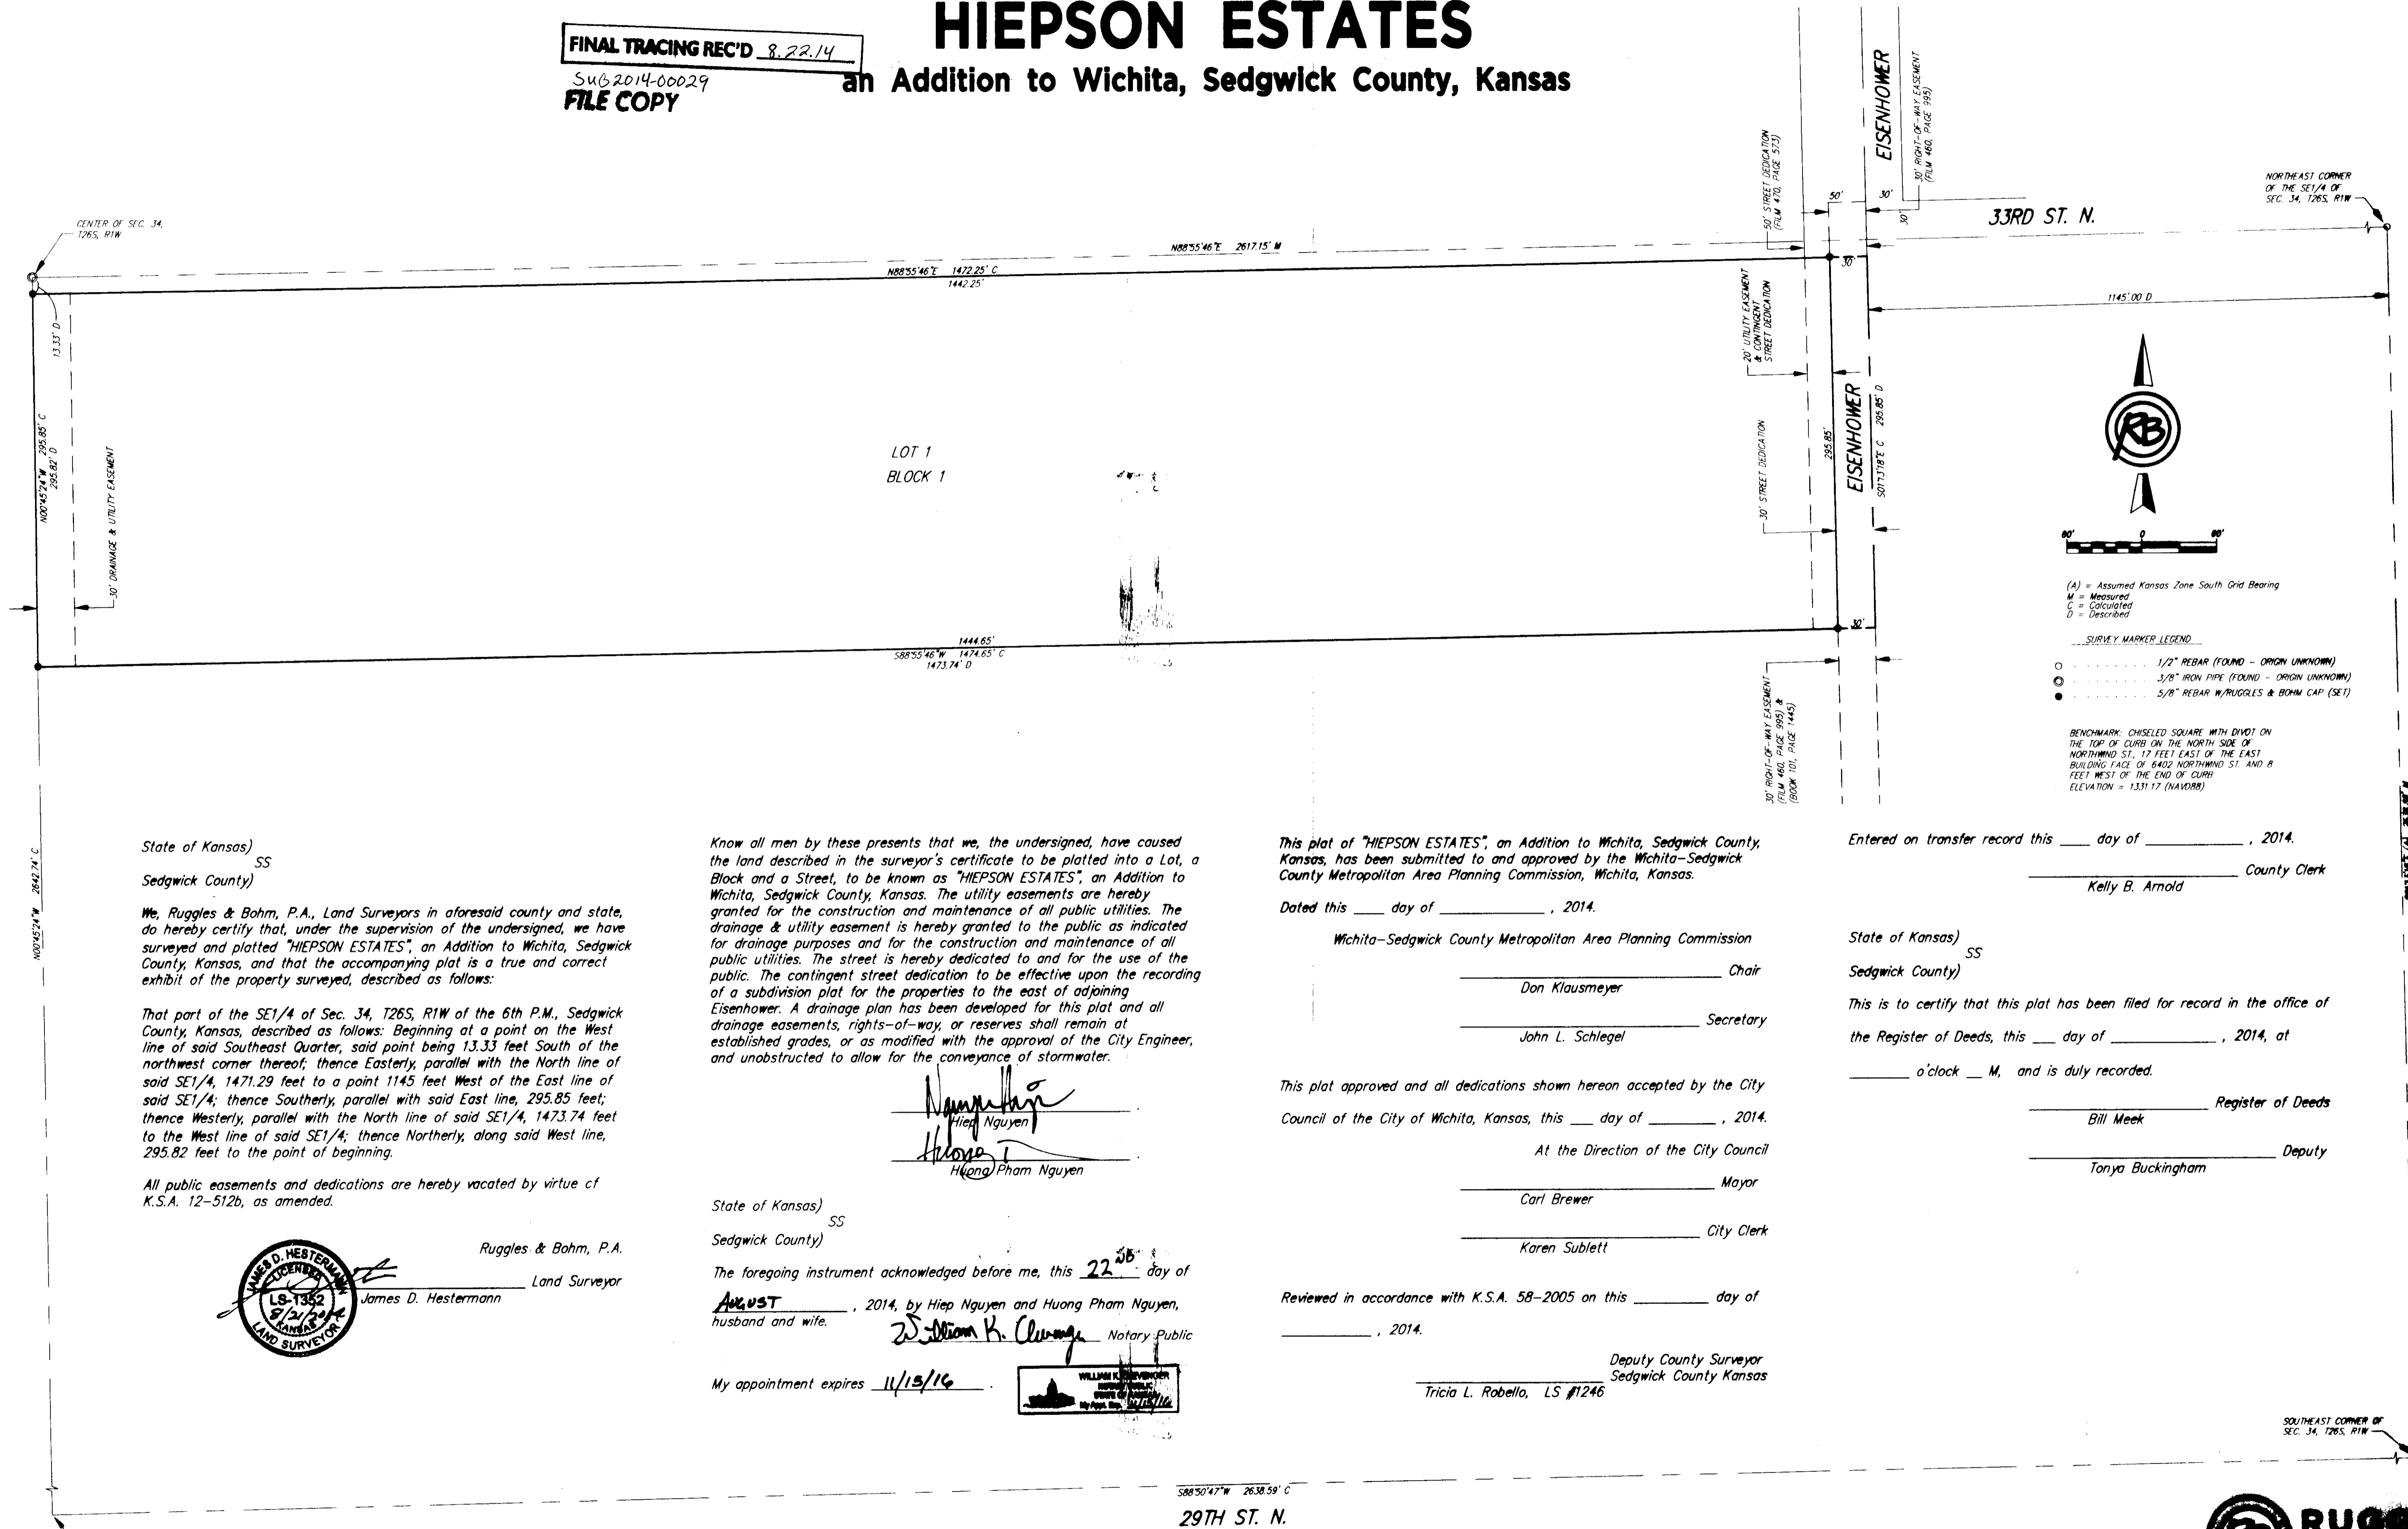 HIEPSON ESTATES
an Addition to Wichita, Sedgwick County, Kansas
FINAL TRACING REC'D 8.22.14
SUB2014-00029
FILE COPY
EISENHOWER
30' RIGHT-OF-WAY EASEMENT
(FILM 460, PAGE 995)
50' STREET DEDICATION
(FILM 470, PAGE 573)
50'
30'
30'
33RD ST. N.
NORTHEAST CORNER
OF THE SE1/4 OF
SEC. 34, T26S, R1W
CENTER OF SEC. 34,
T26S, R1W
N88°55'46"E 2617.15' M
N88°55'46"E 1472.25' C
1442.25'
30'
1145'.00 D
13.33' D
N00°45'24"W 295.85' C
295.82' D
30' DRAINAGE & UTILITY EASEMENT
LOT 1
BLOCK 1
20' UTILITY EASEMENT
& CONTINGENT
STREET DEDICATION
30' STREET DEDICATION
295.85'
EISENHOWER
S01°13'18"E C 295.85' D
RB
60' 0 60'
(A) = Assumed Kansas Zone South Grid Bearing
M = Measured
C = Calculated
D = Described
SURVEY MARKER LEGEND
1/2" REBAR (FOUND - ORIGIN UNKNOWN)
3/8" IRON PIPE (FOUND - ORIGIN UNKNOWN)
5/8" REBAR W/RUGGLES & BOHM CAP (SET)
1444.65'
S88°55'46"W 1474.65' C
1473.74' D
30'
30' RIGHT-OF-WAY EASEMENT
(FILM 460, PAGE 995) &
(BOOK 101, PAGE 1445)
BENCHMARK: CHISELED SQUARE WITH DIVOT ON
THE TOP OF CURB ON THE NORTH SIDE OF
NORTHWIND ST., 17 FEET EAST OF THE EAST
BUILDING FACE OF 6402 NORTHWIND ST. AND 8
FEET WEST OF THE END OF CURB
ELEVATION = 1331.17 (NAVD88)
N00°45'24"W 2642.74' C
State of Kansas)
SS
Sedgwick County)
We, Ruggles & Bohm, P.A., Land Surveyors in aforesaid county and state,
do hereby certify that, under the supervision of the undersigned, we have
surveyed and platted "HIEPSON ESTATES", an Addition to Wichita, Sedgwick
County, Kansas, and that the accompanying plat is a true and correct
exhibit of the property surveyed, described as follows:
That part of the SE1/4 of Sec. 34, T26S, R1W of the 6th P.M., Sedgwick
County, Kansas, described as follows: Beginning at a point on the West
line of said Southeast Quarter, said point being 13.33 feet South of the
northwest corner thereof; thence Easterly, parallel with the North line of
said SE1/4, 1471.29 feet to a point 1145 feet West of the East line of
said SE1/4; thence Southerly, parallel with said East line, 295.85 feet;
thence Westerly, parallel with the North line of said SE1/4, 1473.74 feet
to the West line of said SE1/4; thence Northerly, along said West line,
295.82 feet to the point of beginning.
All public easements and dedications are hereby vacated by virtue of
K.S.A. 12-512b, as amended.
Ruggles & Bohm, P.A.
Land Surveyor
James D. Hestermann
JAMES D. HESTERMANN
LICENSED
LS-1352
8/21/2014
KANSAS
LAND SURVEYOR
Know all men by these presents that we, the undersigned, have caused
the land described in the surveyor's certificate to be platted into a Lot, a
Block and a Street, to be known as "HIEPSON ESTATES", an Addition to
Wichita, Sedgwick County, Kansas. The utility easements are hereby
granted for the construction and maintenance of all public utilities. The
drainage & utility easement is hereby granted to the public as indicated
for drainage purposes and for the construction and maintenance of all
public utilities. The street is hereby dedicated to and for the use of the
public. The contingent street dedication to be effective upon the recording
of a subdivision plat for the properties to the east of adjoining
Eisenhower. A drainage plan has been developed for this plat and all
drainage easements, rights-of-way, or reserves shall remain at
established grades, or as modified with the approval of the City Engineer,
and unobstructed to allow for the conveyance of stormwater.
Hiep Nguyen
Huong Pham Nguyen
State of Kansas)
SS
Sedgwick County)
The foregoing instrument acknowledged before me, this 22ND day of
AUGUST, 2014, by Hiep Nguyen and Huong Pham Nguyen,
husband and wife.
William K. Clevenger Notary Public
My appointment expires 11/15/16.
WILLIAM K. CLEVENGER
NOTARY PUBLIC
STATE OF KANSAS
My Appt. Exp. 11/15/16
This plat of "HIEPSON ESTATES", an Addition to Wichita, Sedgwick County,
Kansas, has been submitted to and approved by the Wichita-Sedgwick
County Metropolitan Area Planning Commission, Wichita, Kansas.
Dated this ____ day of ____________, 2014.
Wichita-Sedgwick County Metropolitan Area Planning Commission
Chair
Don Klausmeyer
Secretary
John L. Schlegel
This plat approved and all dedications shown hereon accepted by the City
Council of the City of Wichita, Kansas, this ___ day of ________, 2014.
At the Direction of the City Council
Mayor
Carl Brewer
City Clerk
Karen Sublett
Reviewed in accordance with K.S.A. 58-2005 on this _________ day of
___________, 2014.
Deputy County Surveyor
Sedgwick County Kansas
Tricia L. Robello, LS #1246
Entered on transfer record this ____ day of ____________, 2014.
County Clerk
Kelly B. Arnold
State of Kansas)
SS
Sedgwick County)
This is to certify that this plat has been filed for record in the office of
the Register of Deeds, this ___ day of _____________, 2014, at
_______ o'clock __ M, and is duly recorded.
Register of Deeds
Bill Meek
Deputy
Tonya Buckingham
SOUTHEAST CORNER OF
SEC. 34, T26S, R1W
S88°50'47"W 2638.59' C
29TH ST. N.